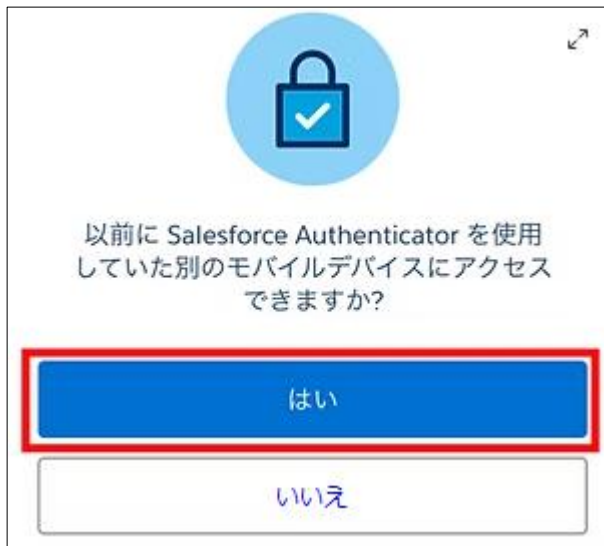 以前に Salesforce Authenticator を使用
していた別のモバイルデバイスにアクセス
できますか?
はい
いいえ